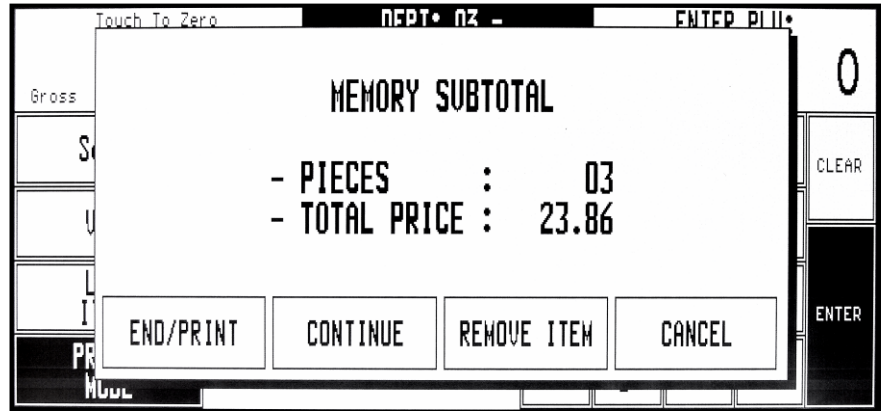 Touch To Zero
DEPT: 03 -
ENTER PLU:
0
Gross
MEMORY SUBTOTAL
- PIECES : 03
- TOTAL PRICE : 23.86
CLEAR
ENTER
END/PRINT
CONTINUE
REMOVE ITEM
CANCEL
MODE